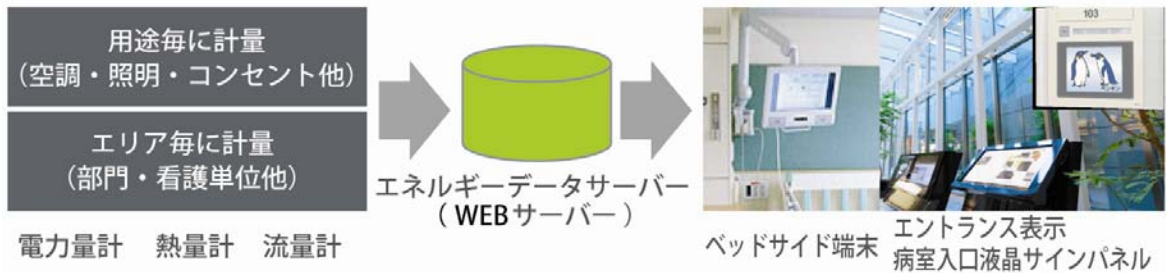 用途毎に計量
（空調・照明・コンセント他）
エリア毎に計量
（部門・看護単位他）
電力量計　熱量計　流量計
エネルギーデータサーバー
（ WEBサーバー ）
103
ベッドサイド端末
エントランス表示
病室入口液晶サインパネル